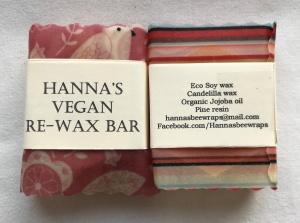 HANNA'S
VEGAN
RE-WAX BAR
Eco Soy wax
Candelilla wax
Organic Jojoba oil
Pine resin
hannasbeewraps@mail.com
Facebook.com/Hannasbeewraps